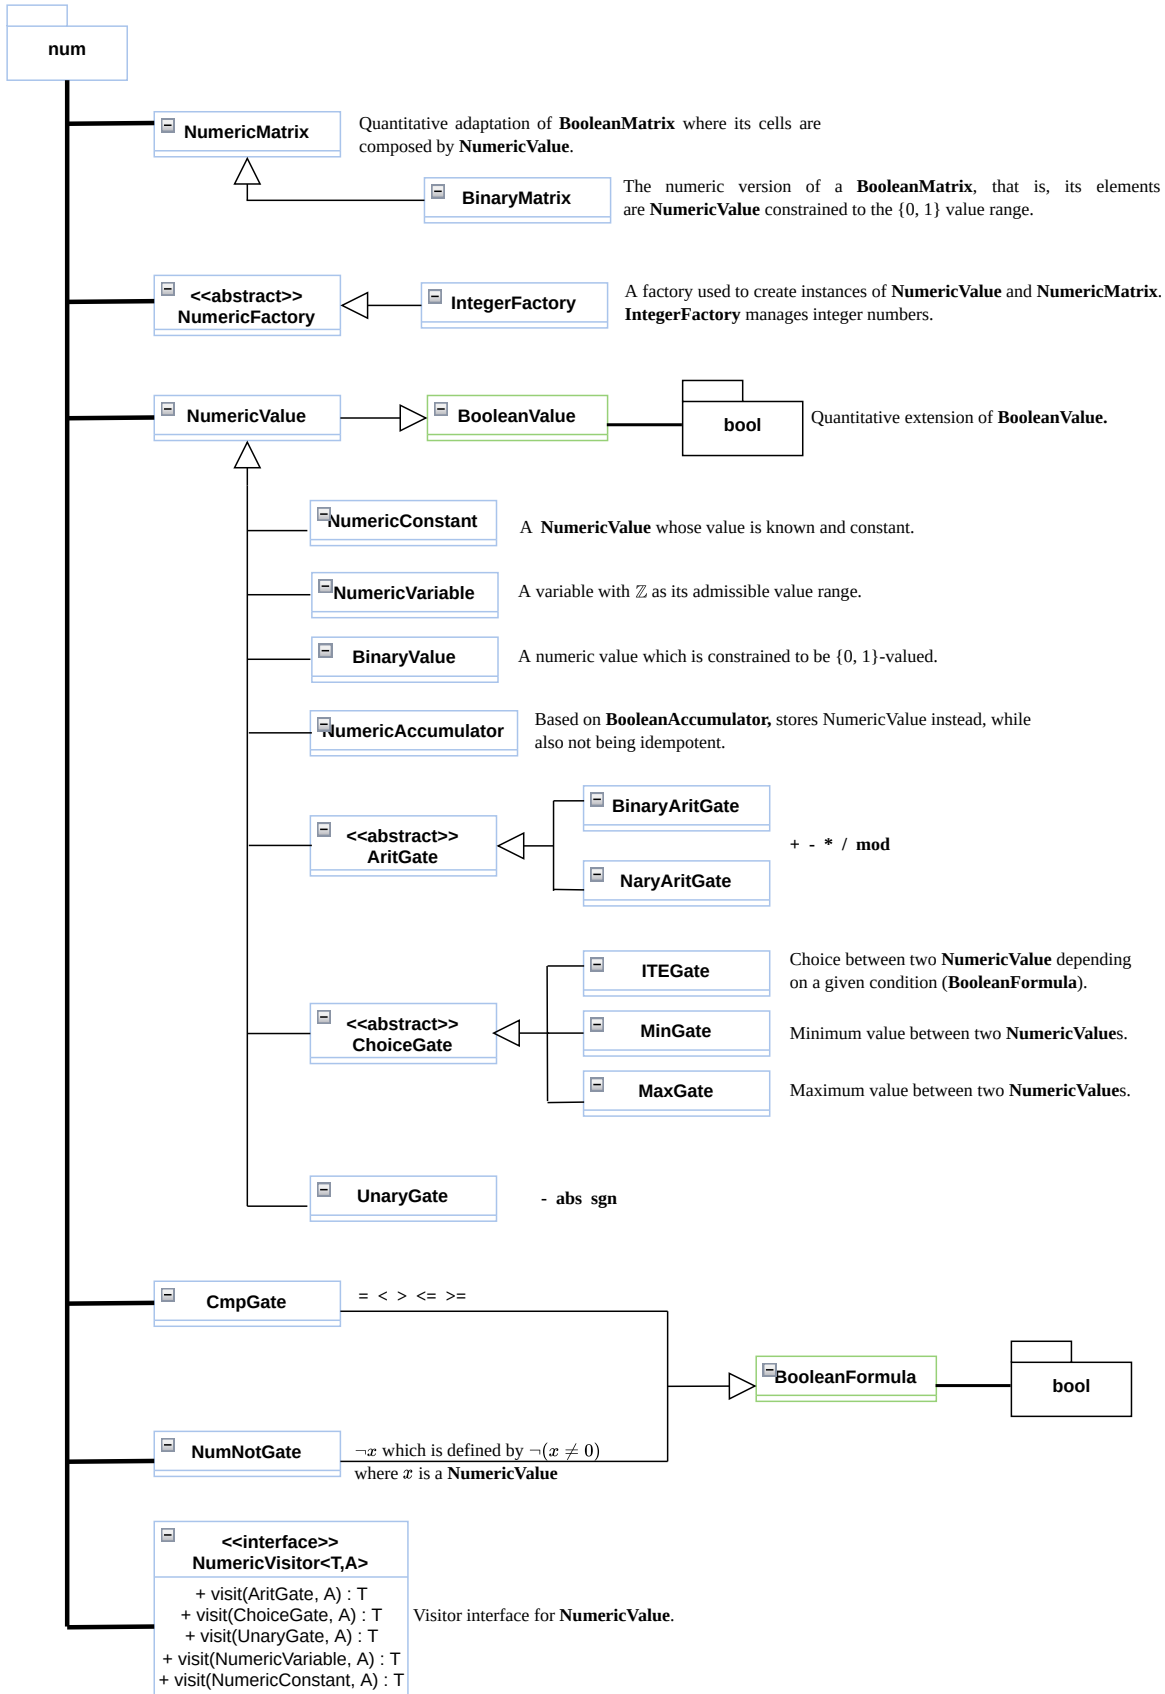 num
NumericMatrix
Quantitative adaptation of BooleanMatrix where its cells are
composed by NumericValue.
BinaryMatrix
The numeric version of a BooleanMatrix, that is, its elements
are NumericValue constrained to the {0, 1} value range.
<<abstract>>
NumericFactory
IntegerFactory
A factory used to create instances of NumericValue and NumericMatrix.
IntegerFactory manages integer numbers.
NumericValue
BooleanValue
bool
Quantitative extension of BooleanValue.
NumericConstant
A NumericValue whose value is known and constant.
NumericVariable
A variable with ℤ as its admissible value range.
BinaryValue
A numeric value which is constrained to be {0, 1}-valued.
NumericAccumulator
Based on BooleanAccumulator, stores NumericValue instead, while
also not being idempotent.
<<abstract>>
AritGate
BinaryAritGate
NaryAritGate
+ - * / mod
<<abstract>>
ChoiceGate
ITEGate
Choice between two NumericValue depending
on a given condition (BooleanFormula).
MinGate
Minimum value between two NumericValues.
MaxGate
Maximum value between two NumericValues.
UnaryGate
- abs sgn
CmpGate
= < > <= >=
BooleanFormula
bool
NumNotGate
¬x which is defined by ¬(x ≠ 0)
where x is a NumericValue
<<interface>>
NumericVisitor<T,A>
+ visit(AritGate, A) : T
+ visit(ChoiceGate, A) : T
+ visit(UnaryGate, A) : T
+ visit(NumericVariable, A) : T
+ visit(NumericConstant, A) : T
Visitor interface for NumericValue.